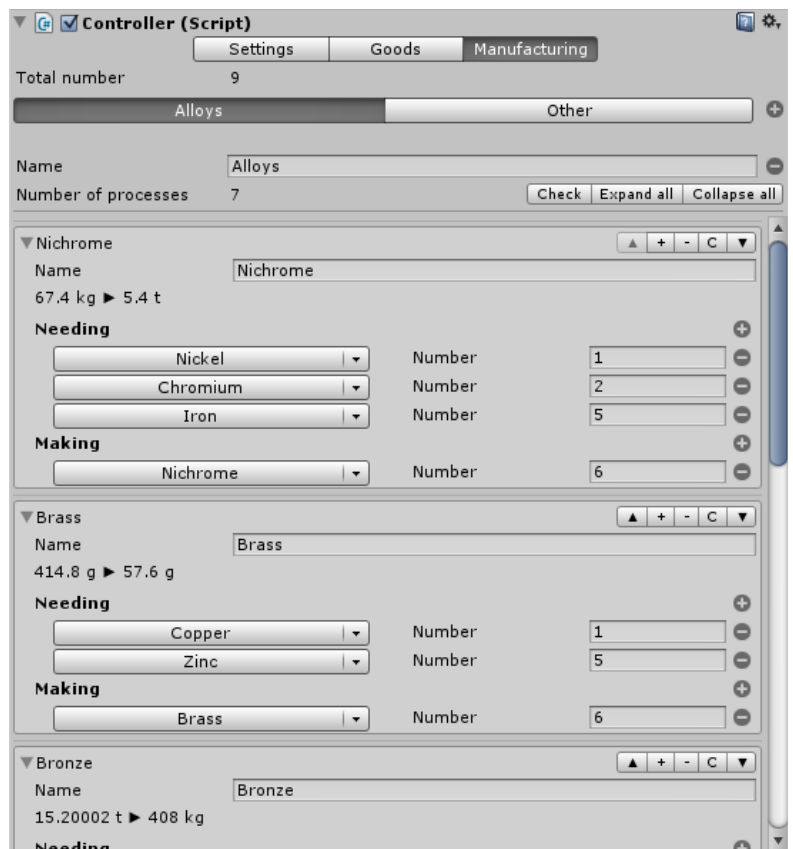 Controller (Script)
Settings Goods Manufacturing
Total number 9
Alloys Other
Name Alloys
Number of processes 7 Check Expand all Collapse all
Nichrome + - C
Name Nichrome
67.4 kg ► 5.4 t
Needing
Nickel Number 1
Chromium Number 2
Iron Number 5
Making
Nichrome Number 6
Brass + - C
Name Brass
414.8 g ► 57.6 g
Needing
Copper Number 1
Zinc Number 5
Making
Brass Number 6
Bronze + - C
Name Bronze
15.20002 t ► 408 kg
Needing